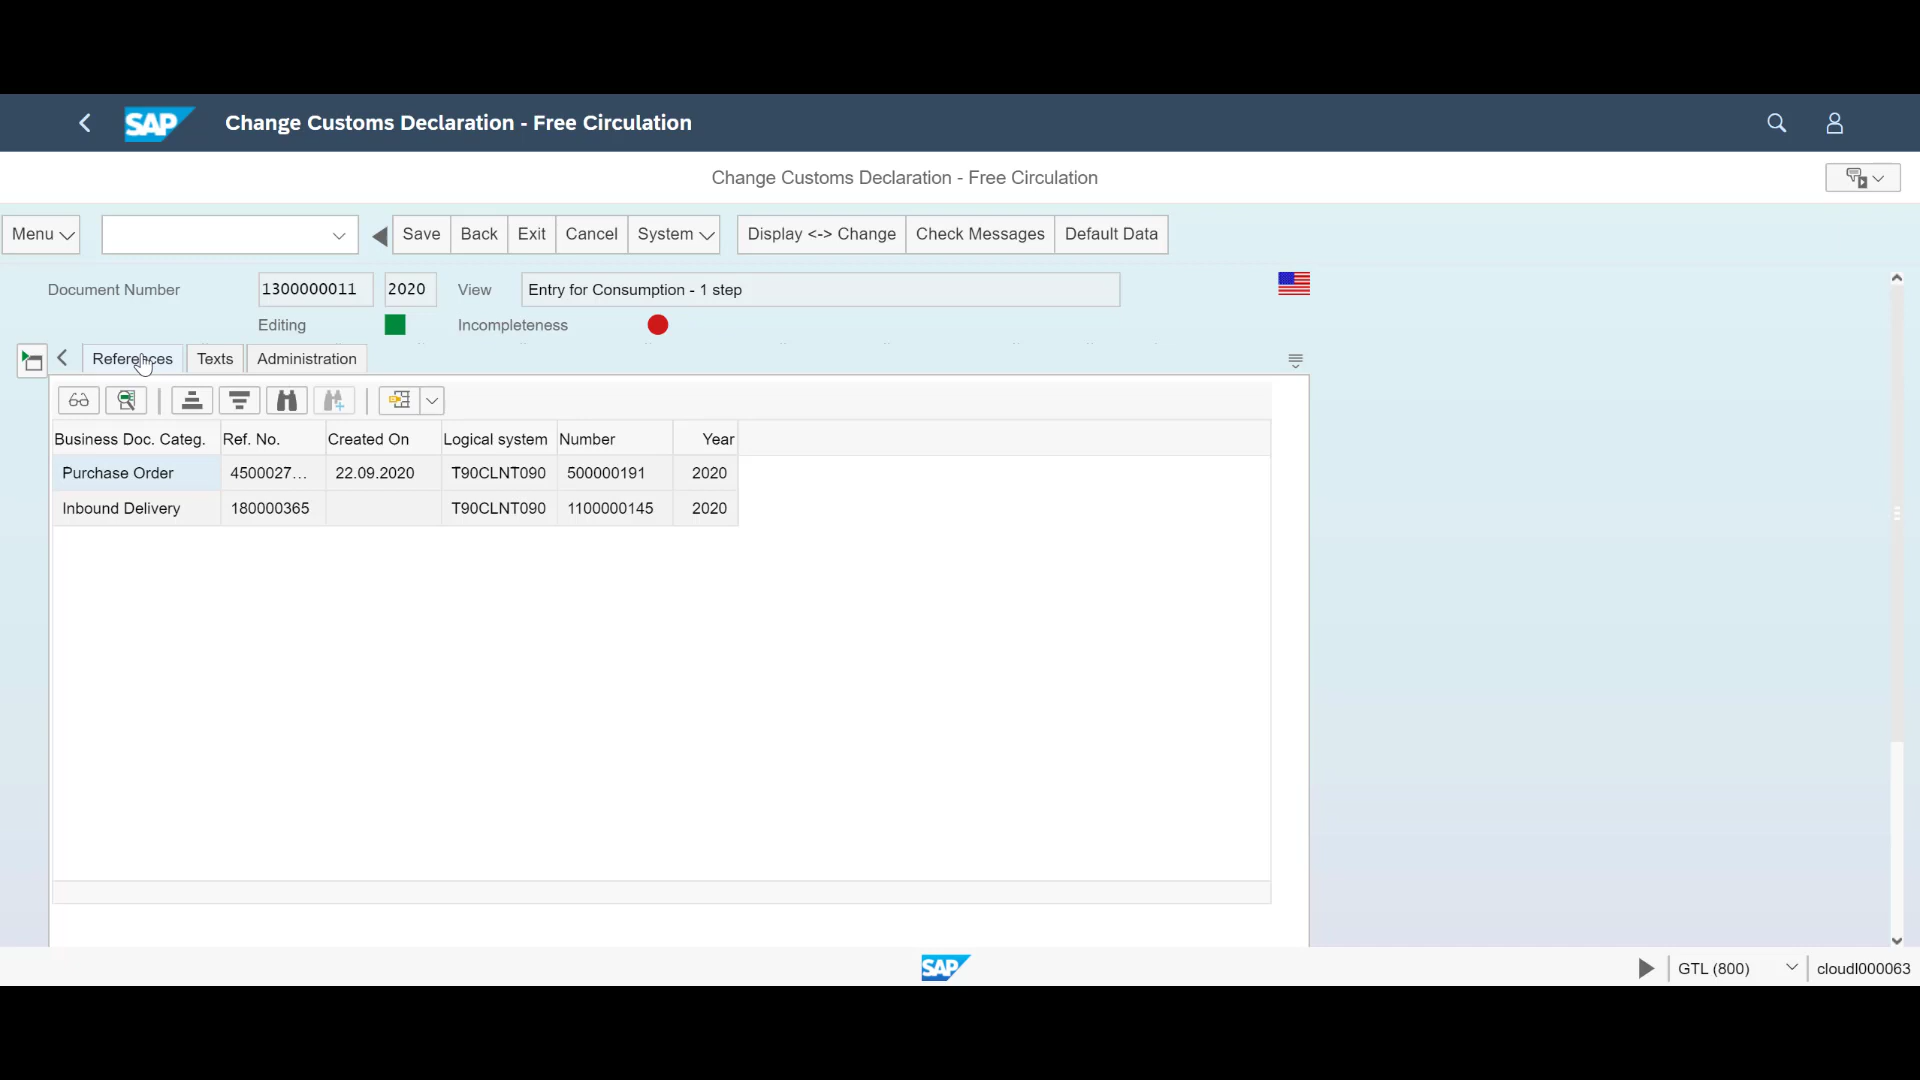 SAP Change Customs Declaration - Free Circulation
Change Customs Declaration - Free Circulation
Menu Save Back Exit Cancel System Display <-> Change Check Messages Default Data
Document Number 1300000011 2020 View Entry for Consumption - 1 step
Editing Incompleteness
References Texts Administration
Business Doc. Categ. Ref. No. Created On Logical system Number Year
Purchase Order 4500027... 22.09.2020 T90CLNT090 500000191 2020
Inbound Delivery 180000365 T90CLNT090 1100000145 2020
SAP GTL (800) cloudl000063